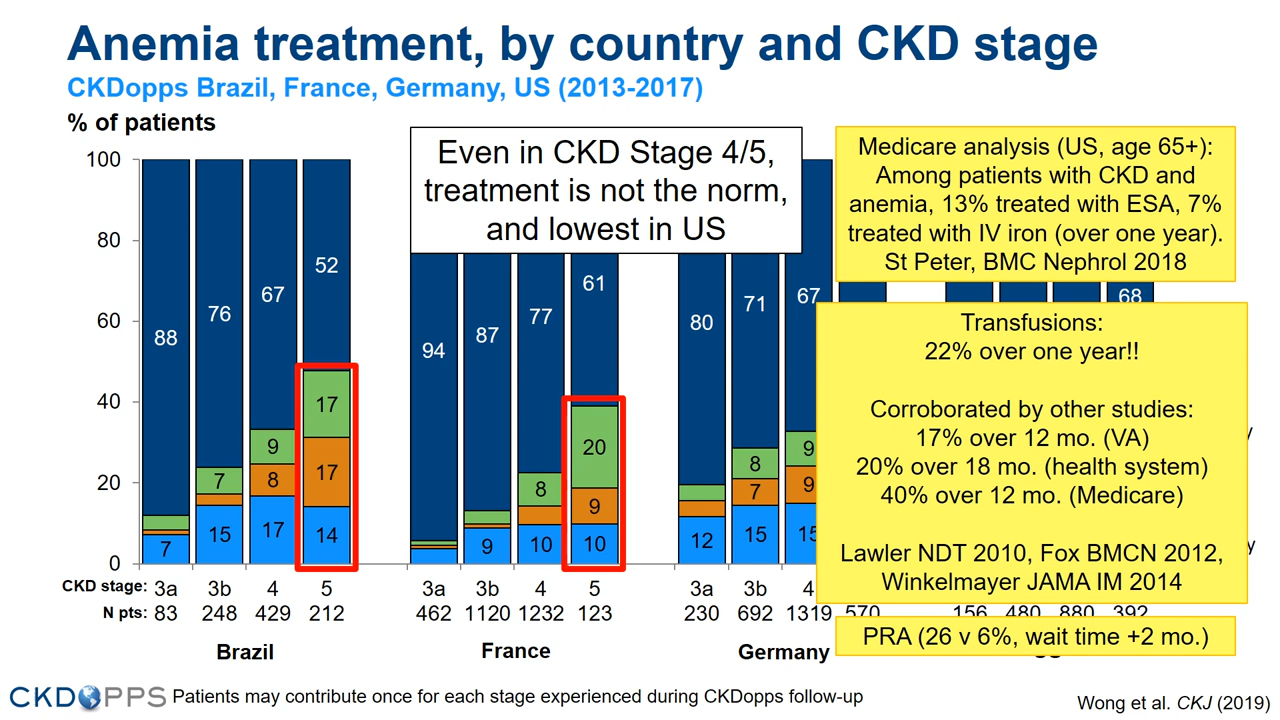 Anemia treatment, by country and CKD stage
CKDopps Brazil, France, Germany, US (2013-2017)
% of patients
Even in CKD Stage 4/5,
treatment is not the norm,
and lowest in US
Medicare analysis (US, age 65+):
Among patients with CKD and
anemia, 13% treated with ESA, 7%
treated with IV iron (over one year).
St Peter, BMC Nephrol 2018
Transfusions:
22% over one year!!
Corroborated by other studies:
17% over 12 mo. (VA)
20% over 18 mo. (health system)
40% over 12 mo. (Medicare)
Lawler NDT 2010, Fox BMCN 2012,
Winkelmayer JAMA IM 2014
PRA (26 v 6%, wait time +2 mo.)
100
80
60
40
20
0
88 76 67 52
7 9 17
8 17
7 15 17 14
94 87 77 61
8 20
9
9 10 10
80 71 67
8 9
7 9
12 15 15
68
CKD stage: 3a 3b 4 5 3a 3b 4 5 3a 3b 4
N pts: 83 248 429 212 462 1120 1232 123 230 692 1319 570 156 480 880 392
Brazil France Germany
CKDOPPS Patients may contribute once for each stage experienced during CKDopps follow-up
Wong et al. CKJ (2019)